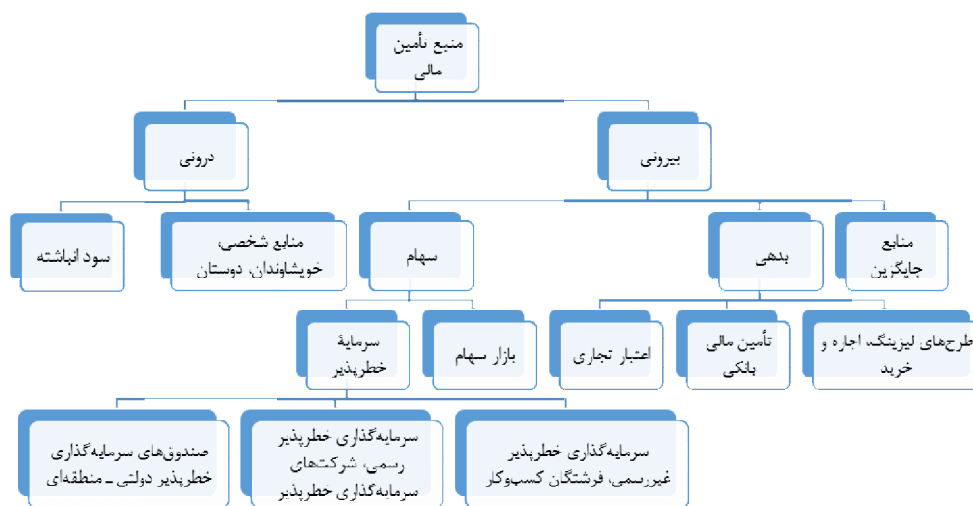 منبع تأمین
مالی
بیرونی
درونی
منابع
جایگزین
بدهی
سهام
منابع شخصی،
خویشاوندان، دوستان
سود انباشته
طرح‌های لیزینگ، اجاره و
خرید
تأمین مالی
بانکی
اعتبار تجاری
بازار سهام
سرمایۀ
خطرپذیر
سرمایه‌گذاری خطرپذیر
غیررسمی، فرشتگان کسب‌وکار
سرمایه‌گذاری خطرپذیر
رسمی، شرکت‌های
سرمایه‌گذاری خطرپذیر
صندوق‌های سرمایه‌گذاری
خطرپذیر دولتی ـ منطقه‌ای